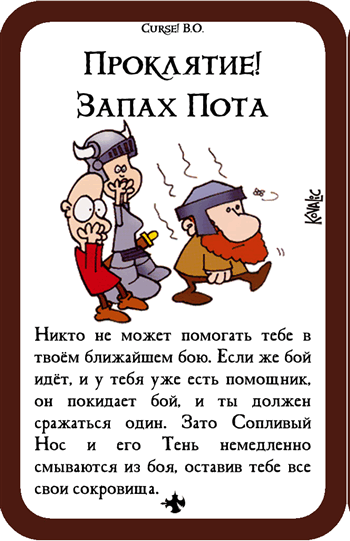 Curse! B.O.
Проклятие!
Запах Пота
Kovalic
Никто не может помогать тебе в
твоём ближайшем бою. Если же бой
идёт, и у тебя уже есть помощник,
он покидает бой, и ты должен
сражаться один. Зато Сопливый
Нос и его Тень немедленно
смываются из боя, оставив тебе все
свои сокровища.